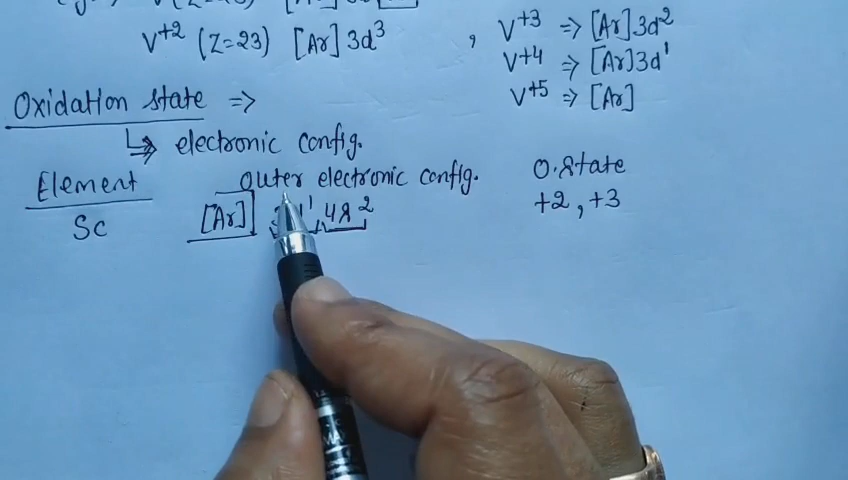 V⁺² (Z=23) [Ar] 3d³ , V⁺³ ⇒ [Ar] 3d²
V⁺⁴ ⇒ [Ar] 3d¹
V⁺⁵ ⇒ [Ar]
Oxidation state ⇒
electronic config.
Element outer electronic config. O.State
Sc [Ar] ¹ 4s² +2, +3